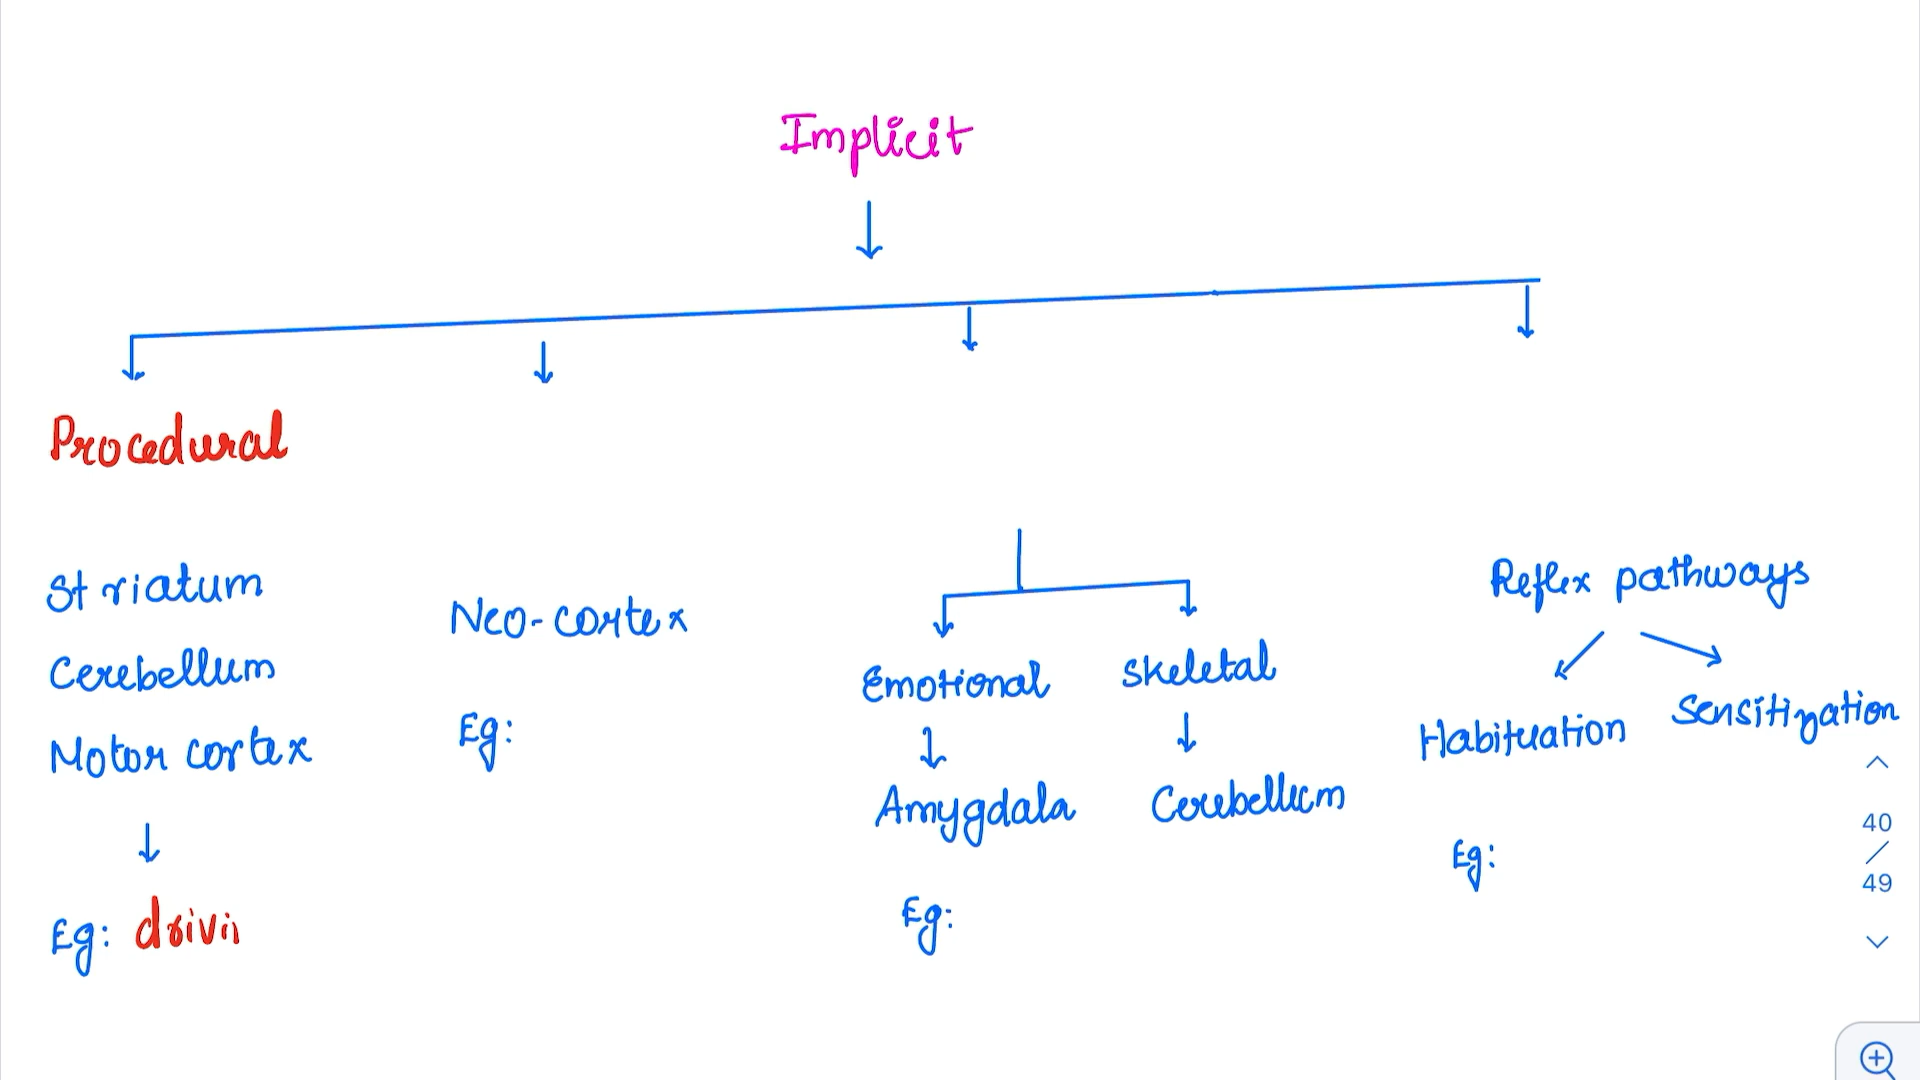 Implicit
Procedural
Striatum
Cerebellum
Motor cortex
Eg: drivin
Neo-cortex
Eg:
Emotional
Skeletal
Amygdala
Cerebellum
Eg:
Reflex pathways
Habituation
Sensitization
Eg:
40
/
49